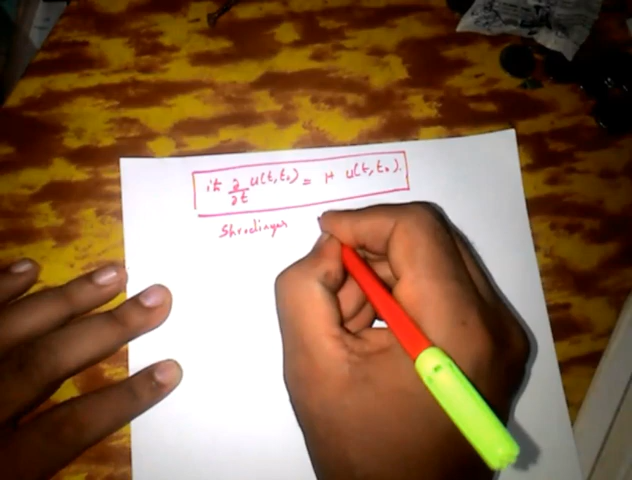 iħ ∂/∂t U(t,t₀) = H U(t,t₀).
Shrodinger